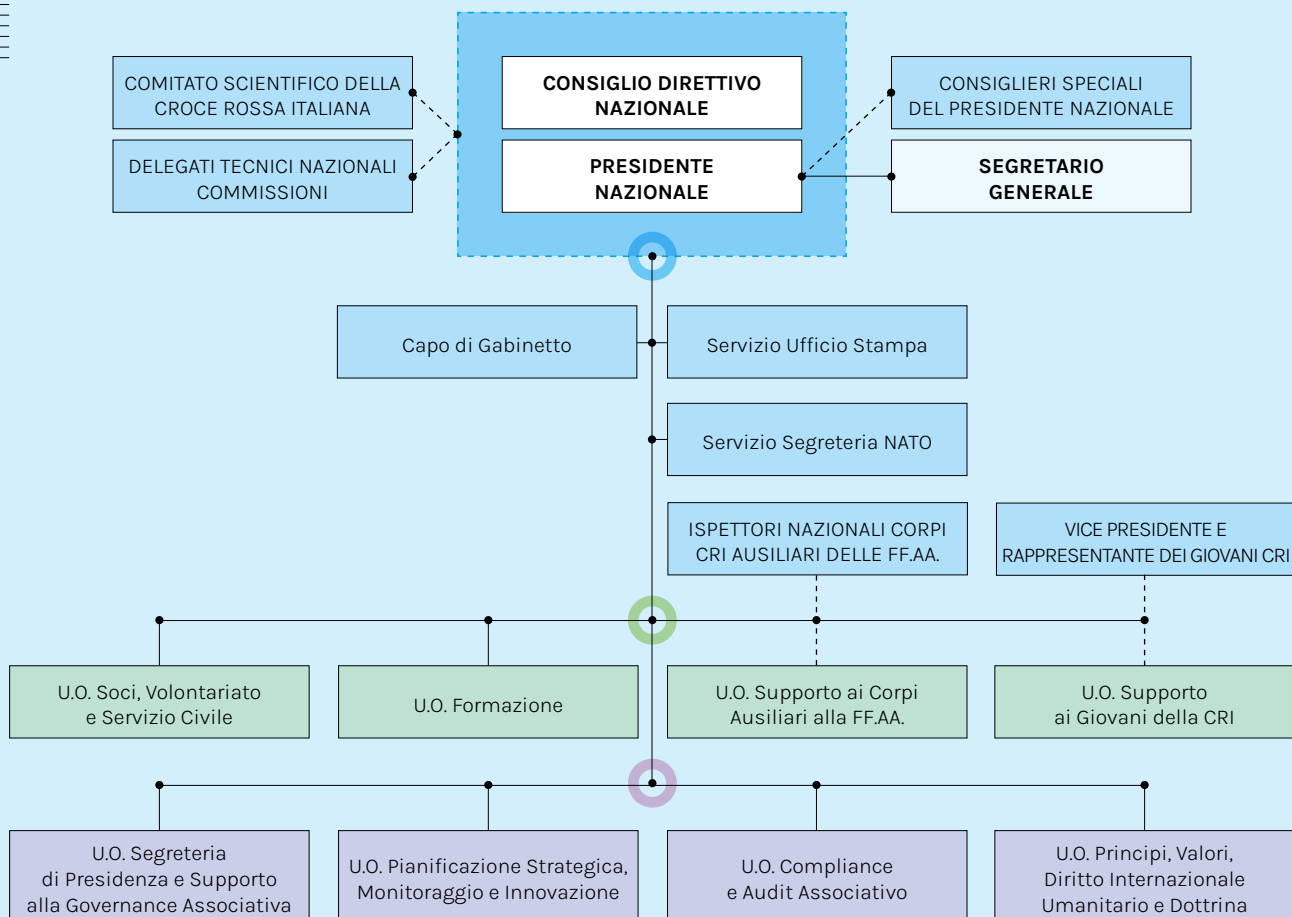 COMITATO SCIENTIFICO DELLA
CROCE ROSSA ITALIANA
CONSIGLIO DIRETTIVO
NAZIONALE
CONSIGLIERI SPECIALI
DEL PRESIDENTE NAZIONALE
DELEGATI TECNICI NAZIONALI
COMMISSIONI
PRESIDENTE
NAZIONALE
SEGRETARIO
GENERALE
Capo di Gabinetto
Servizio Ufficio Stampa
Servizio Segreteria NATO
ISPETTORI NAZIONALI CORPI
CRI AUSILIARI DELLE FF.AA.
VICE PRESIDENTE E
RAPPRESENTANTE DEI GIOVANI CRI
U.O. Soci, Volontariato
e Servizio Civile
U.O. Formazione
U.O. Supporto ai Corpi
Ausiliari alla FF.AA.
U.O. Supporto
ai Giovani della CRI
U.O. Segreteria
di Presidenza e Supporto
alla Governance Associativa
U.O. Pianificazione Strategica,
Monitoraggio e Innovazione
U.O. Compliance
e Audit Associativo
U.O. Principi, Valori,
Diritto Internazionale
Umanitario e Dottrina